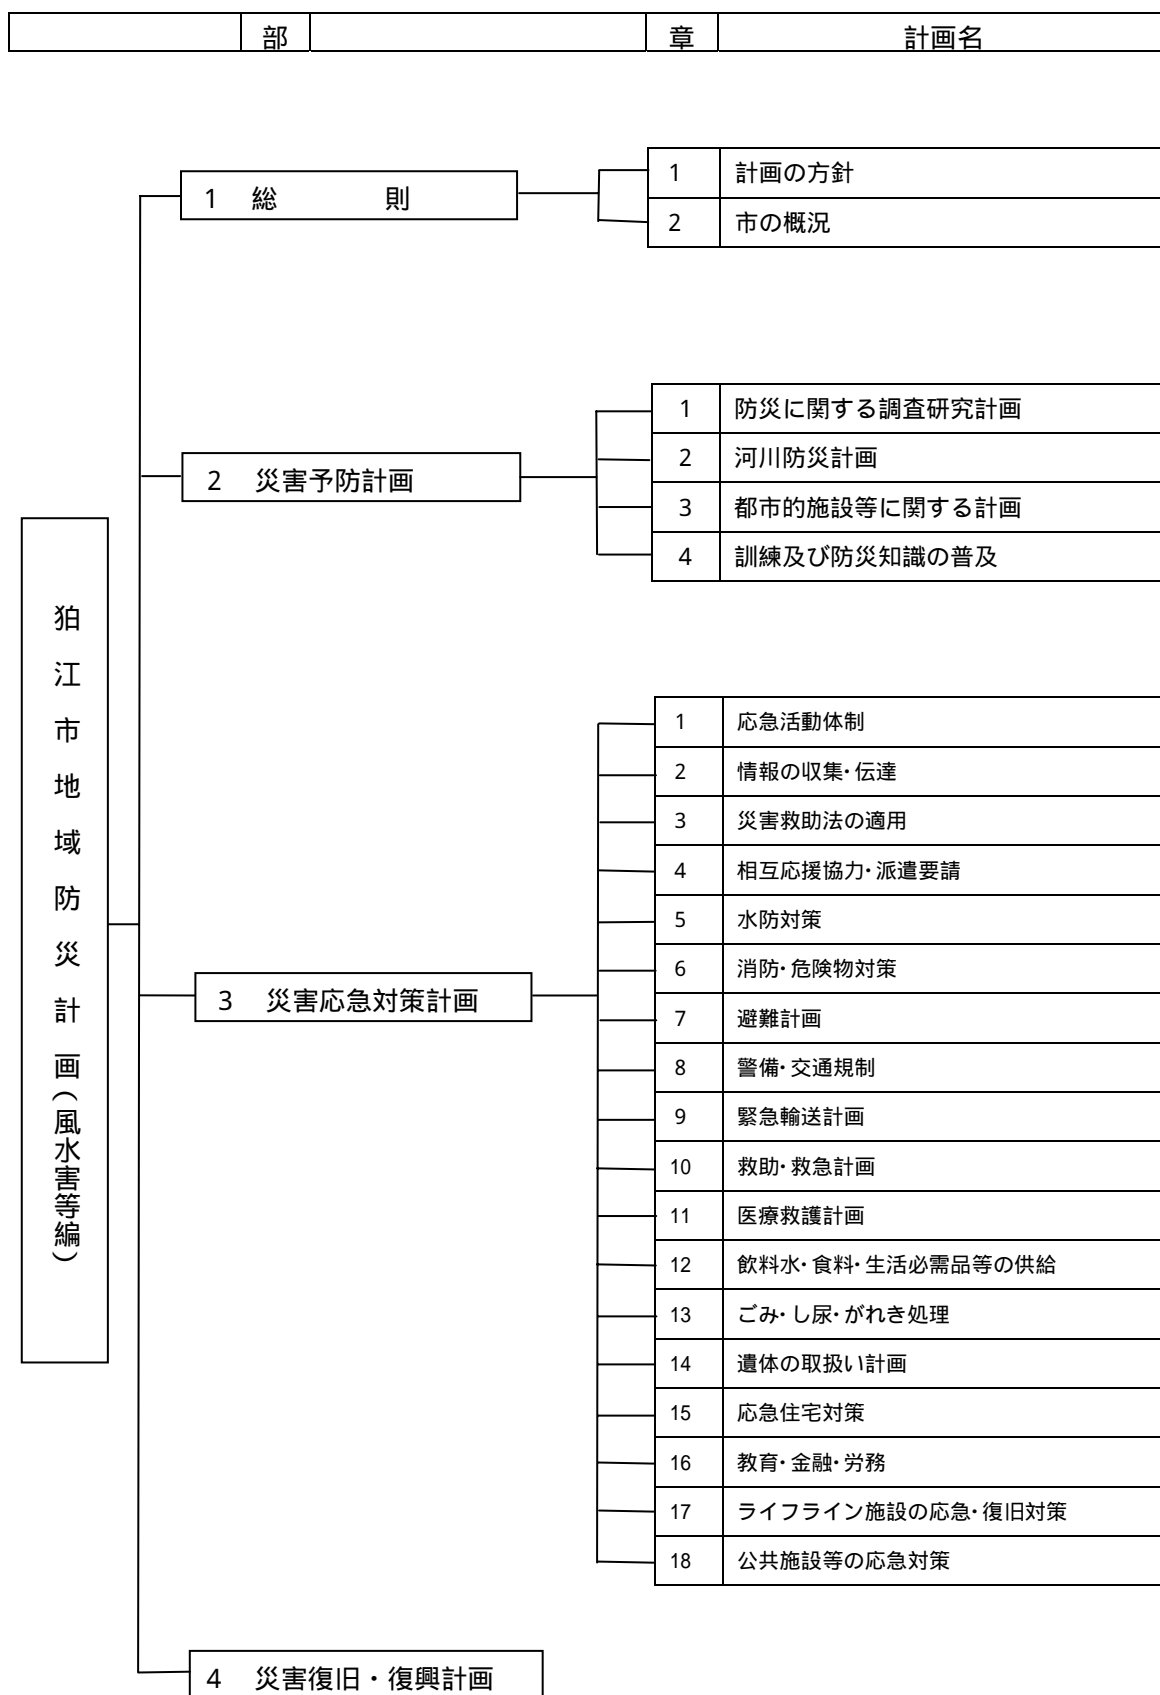 部 章 計画名
狛江市地域防災計画(風水害等編)
1 総 則
1 計画の方針
2 市の概況
2 災害予防計画
1 防災に関する調査研究計画
2 河川防災計画
3 都市的施設等に関する計画
4 訓練及び防災知識の普及
3 災害応急対策計画
1 応急活動体制
2 情報の収集・伝達
3 災害救助法の適用
4 相互応援協力・派遣要請
5 水防対策
6 消防・危険物対策
7 避難計画
8 警備・交通規制
9 緊急輸送計画
10 救助・救急計画
11 医療救護計画
12 飲料水・食料・生活必需品等の供給
13 ごみ・し尿・がれき処理
14 遺体の取扱い計画
15 応急住宅対策
16 教育・金融・労務
17 ライフライン施設の応急・復旧対策
18 公共施設等の応急対策
4 災害復旧・復興計画